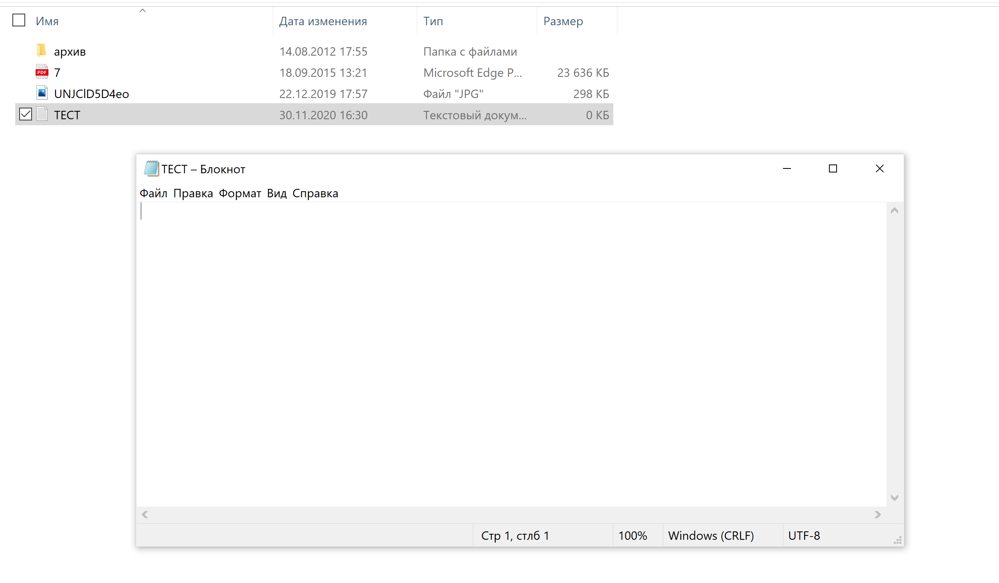 Имя Дата изменения Тип Размер
архив 14.08.2012 17:55 Папка с файлами
PDF 7 18.09.2015 13:21 Microsoft Edge P... 23 636 КБ
UNJClD5D4eo 22.12.2019 17:57 Файл "JPG" 298 КБ
ТЕСТ 30.11.2020 16:30 Текстовый докум... 0 КБ
ТЕСТ – Блокнот
Файл Правка Формат Вид Справка
Стр 1, стлб 1 100% Windows (CRLF) UTF-8